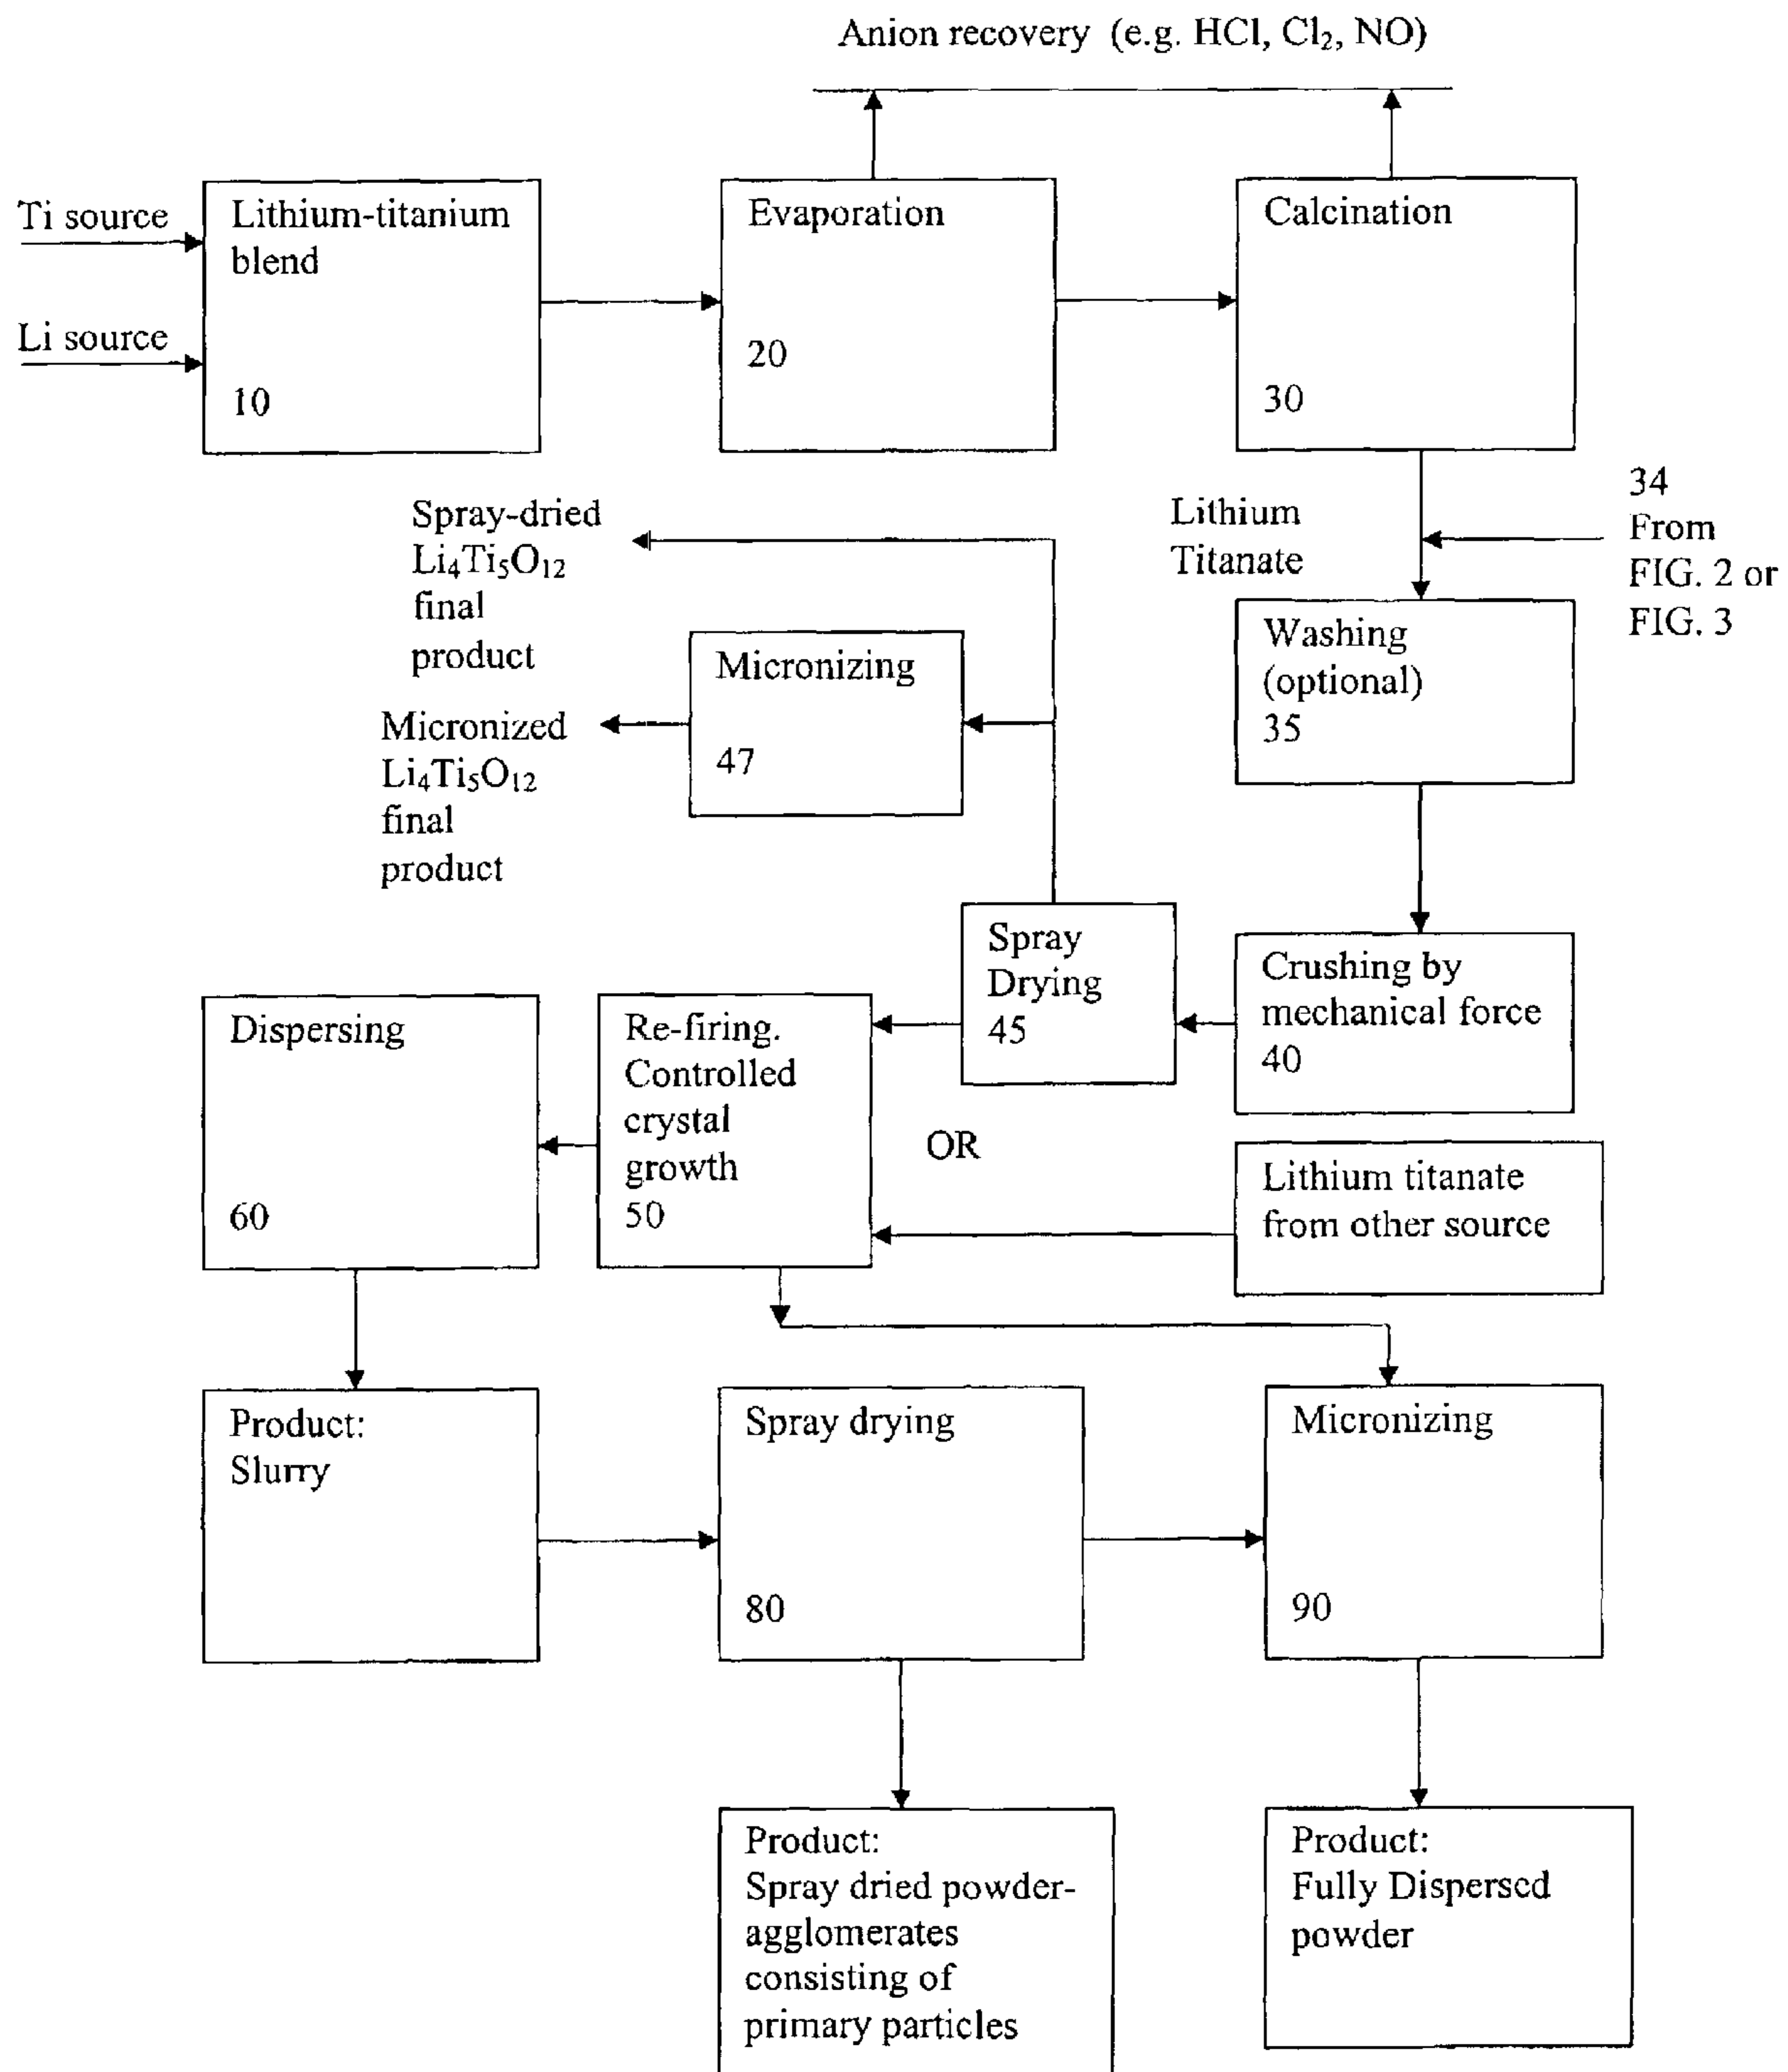 Anion recovery (e.g. HCl, Cl₂, NO)
Ti source
Li source
Lithium-titanium
blend
10
Evaporation
20
Calcination
30
Spray-dried
Li₄Ti₅O₁₂
final
product
Lithium
Titanate
34
From
FIG. 2 or
FIG. 3
Micronizing
47
Washing
(optional)
35
Micronized
Li₄Ti₅O₁₂
final
product
Spray
Drying
45
Crushing by
mechanical force
40
Dispersing
60
Re-firing.
Controlled
crystal
growth
50
OR
Lithium titanate
from other source
Product:
Slurry
Spray drying
80
Micronizing
90
Product:
Spray dried powder-
agglomerates
consisting of
primary particles
Product:
Fully Dispersed
powder